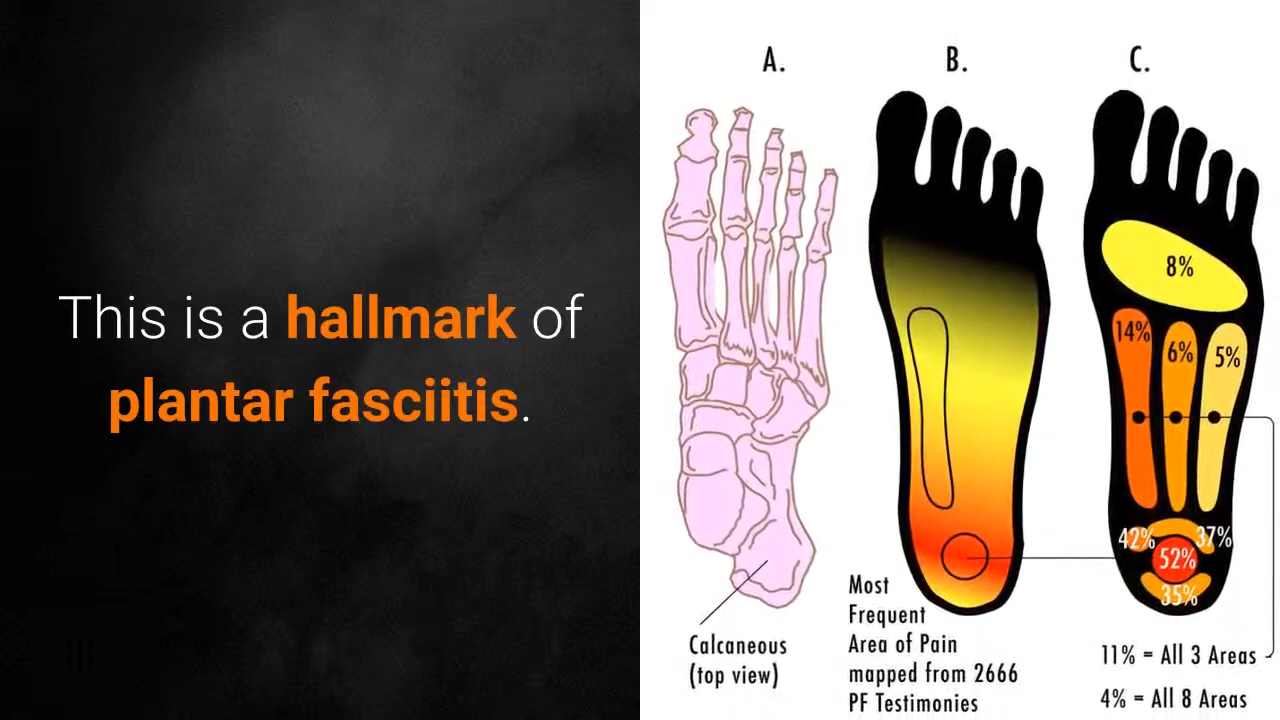 This is a hallmark of
plantar fasciitis.
A.
B.
C.
8%
14%
6%
5%
42%
37%
52%
35%
Calcaneous
(top view)
Most
Frequent
Area of Pain
mapped from 2666
PF Testimonies
11% = All 3 Areas
4% = All 8 Areas